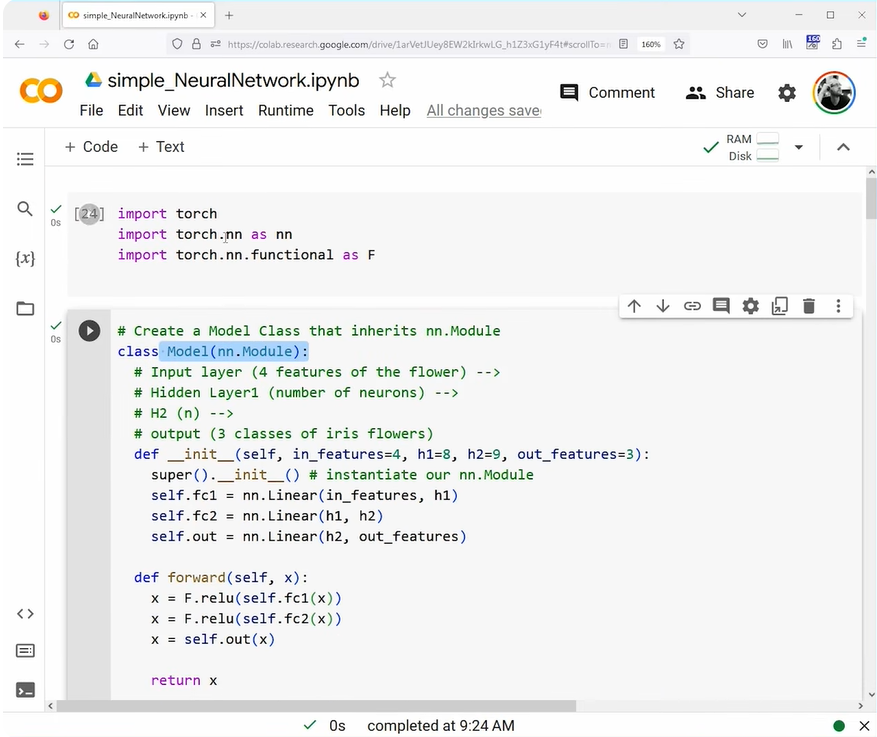 simple_NeuralNetwork.ipynb -
https://colab.research.google.com/drive/1arVetJUey8EW2kIrkwLG_h1Z3xG1yF4t#scrollTo=
160%
160
simple_NeuralNetwork.ipynb
File Edit View Insert Runtime Tools Help All changes save
Comment
Share
+ Code + Text
RAM
Disk
[24]
0s
import torch
import torch.nn as nn
import torch.nn.functional as F
0s
# Create a Model Class that inherits nn.Module
class Model(nn.Module):
# Input layer (4 features of the flower) -->
# Hidden Layer1 (number of neurons) -->
# H2 (n) -->
# output (3 classes of iris flowers)
def __init__(self, in_features=4, h1=8, h2=9, out_features=3):
super().__init__() # instantiate our nn.Module
self.fc1 = nn.Linear(in_features, h1)
self.fc2 = nn.Linear(h1, h2)
self.out = nn.Linear(h2, out_features)
def forward(self, x):
x = F.relu(self.fc1(x))
x = F.relu(self.fc2(x))
x = self.out(x)
return x
0s completed at 9:24 AM